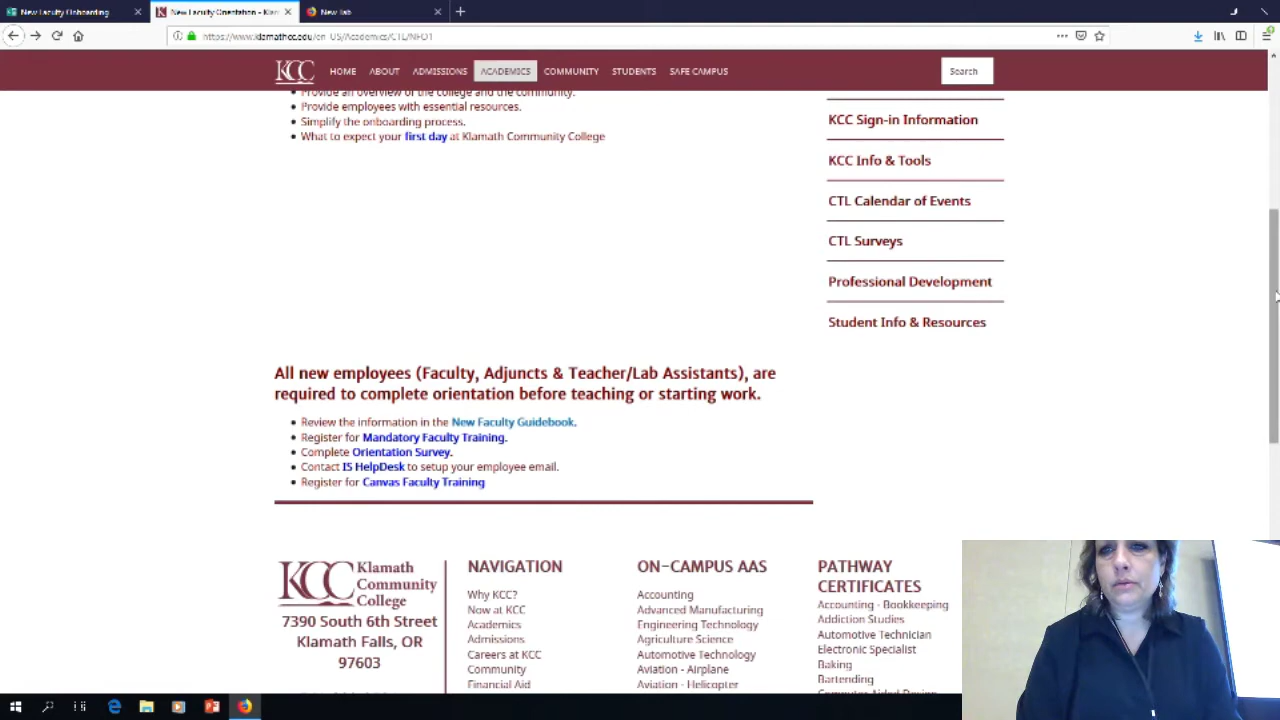 New Faculty Onboarding
New Faculty Orientation - Klam
New Tab
https://www.klamathcc.edu/en-US/Academics/CTL/NFO1
KCC
HOME
ABOUT
ADMISSIONS
ACADEMICS
COMMUNITY
STUDENTS
SAFE CAMPUS
Search
Provide an overview of the college and the community.
Provide employees with essential resources.
Simplify the onboarding process.
What to expect your first day at Klamath Community College
KCC Sign-in Information
KCC Info & Tools
CTL Calendar of Events
CTL Surveys
Professional Development
Student Info & Resources
All new employees (Faculty, Adjuncts & Teacher/Lab Assistants), are
required to complete orientation before teaching or starting work.
Review the information in the New Faculty Guidebook.
Register for Mandatory Faculty Training.
Complete Orientation Survey.
Contact IS HelpDesk to setup your employee email.
Register for Canvas Faculty Training
KCC Klamath
Community
College
7390 South 6th Street
Klamath Falls, OR
97603
NAVIGATION
Why KCC?
Now at KCC
Academics
Admissions
Careers at KCC
Community
Financial Aid
ON-CAMPUS AAS
Accounting
Advanced Manufacturing
Engineering Technology
Agriculture Science
Automotive Technology
Aviation - Airplane
Aviation - Helicopter
PATHWAY
CERTIFICATES
Accounting - Bookkeeping
Addiction Studies
Automotive Technician
Electronic Specialist
Baking
Bartending
Computer Aided Design